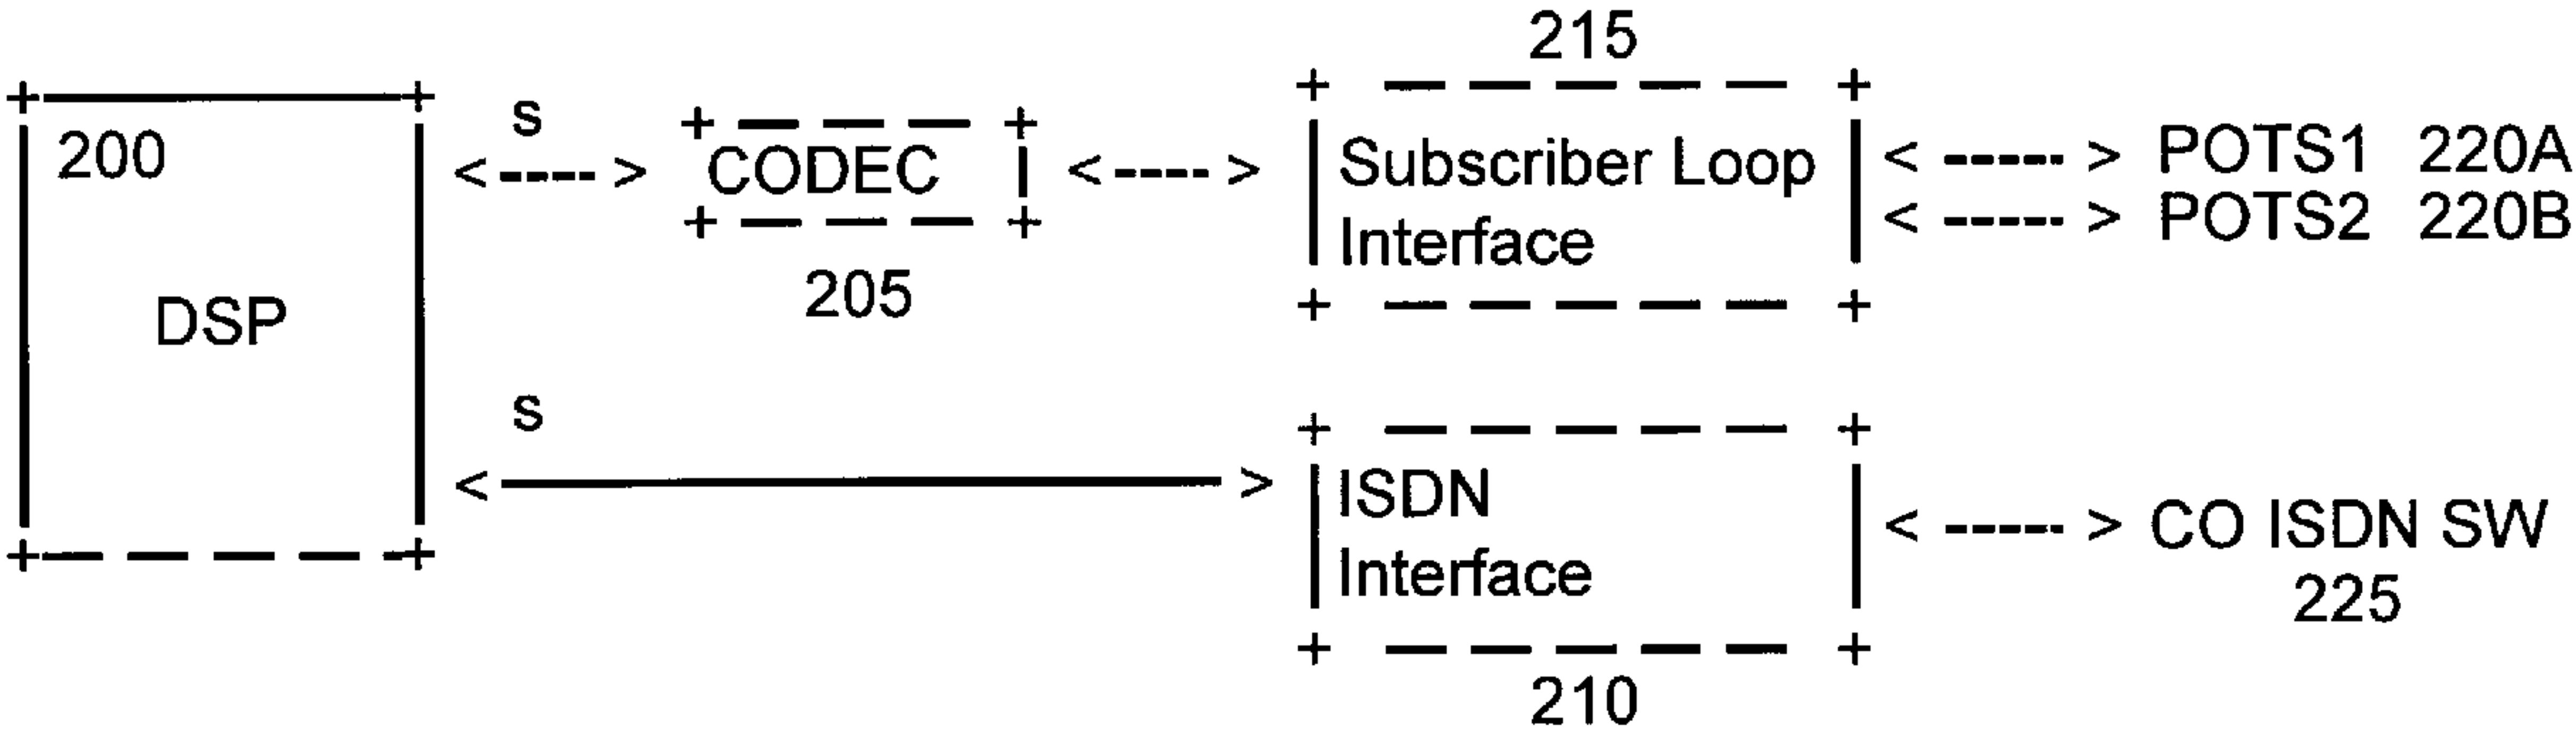 215
200
s
CODEC
Subscriber Loop
Interface
POTS1 220A
POTS2 220B
205
DSP
s
ISDN
Interface
CO ISDN SW
225
210